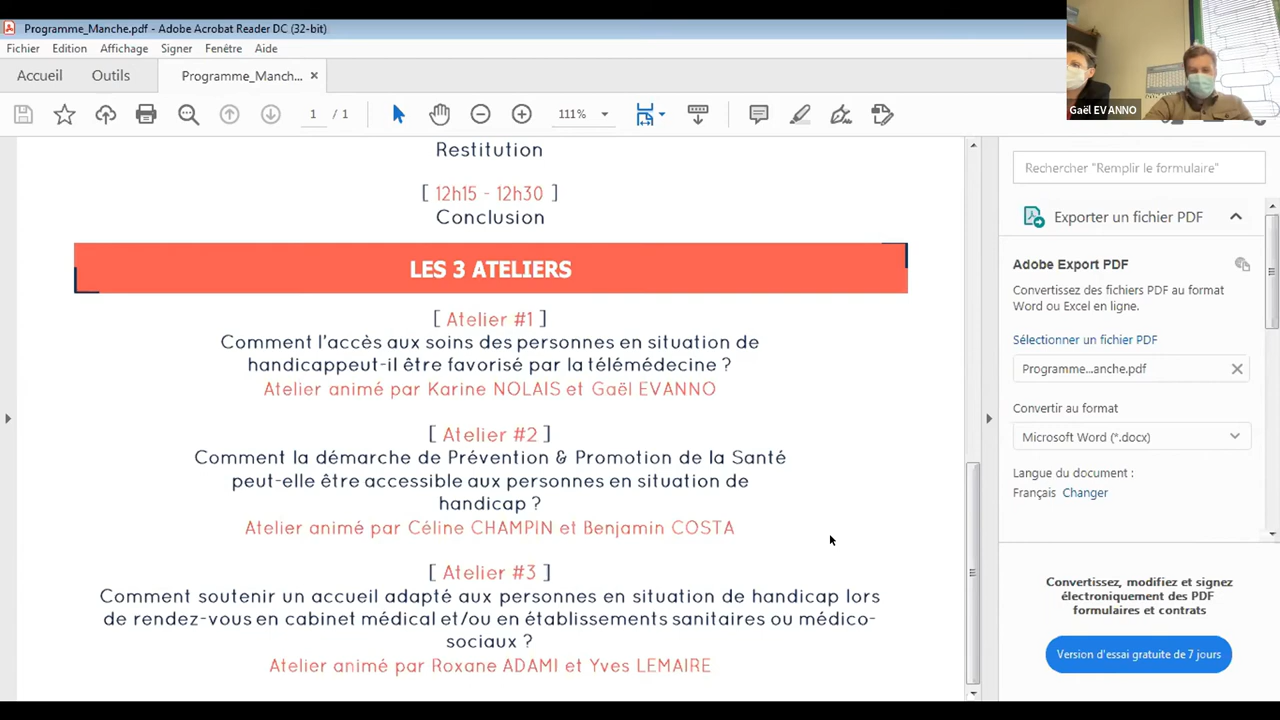 Programme_Manche.pdf - Adobe Acrobat Reader DC (32-bit)
Fichier Edition Affichage Signer Fenêtre Aide
Accueil Outils Programme_Manch... ×
1 / 1 111%
Restitution
[ 12h15 - 12h30 ]
Conclusion
LES 3 ATELIERS
[ Atelier #1 ]
Comment l'accès aux soins des personnes en situation de
handicappeut-il être favorisé par la télémédecine ?
Atelier animé par Karine NOLAIS et Gaël EVANNO
[ Atelier #2 ]
Comment la démarche de Prévention & Promotion de la Santé
peut-elle être accessible aux personnes en situation de
handicap ?
Atelier animé par Céline CHAMPIN et Benjamin COSTA
[ Atelier #3 ]
Comment soutenir un accueil adapté aux personnes en situation de handicap lors
de rendez-vous en cabinet médical et/ou en établissements sanitaires ou médico-
sociaux ?
Atelier animé par Roxane ADAMI et Yves LEMAIRE
Gaël EVANNO
Rechercher "Remplir le formulaire"
Exporter un fichier PDF
Adobe Export PDF
Convertissez des fichiers PDF au format
Word ou Excel en ligne.
Sélectionner un fichier PDF
Programme...anche.pdf
Convertir au format
Microsoft Word (*.docx)
Langue du document :
Français Changer
Convertissez, modifiez et signez
électroniquement des PDF
formulaires et contrats
Version d'essai gratuite de 7 jours